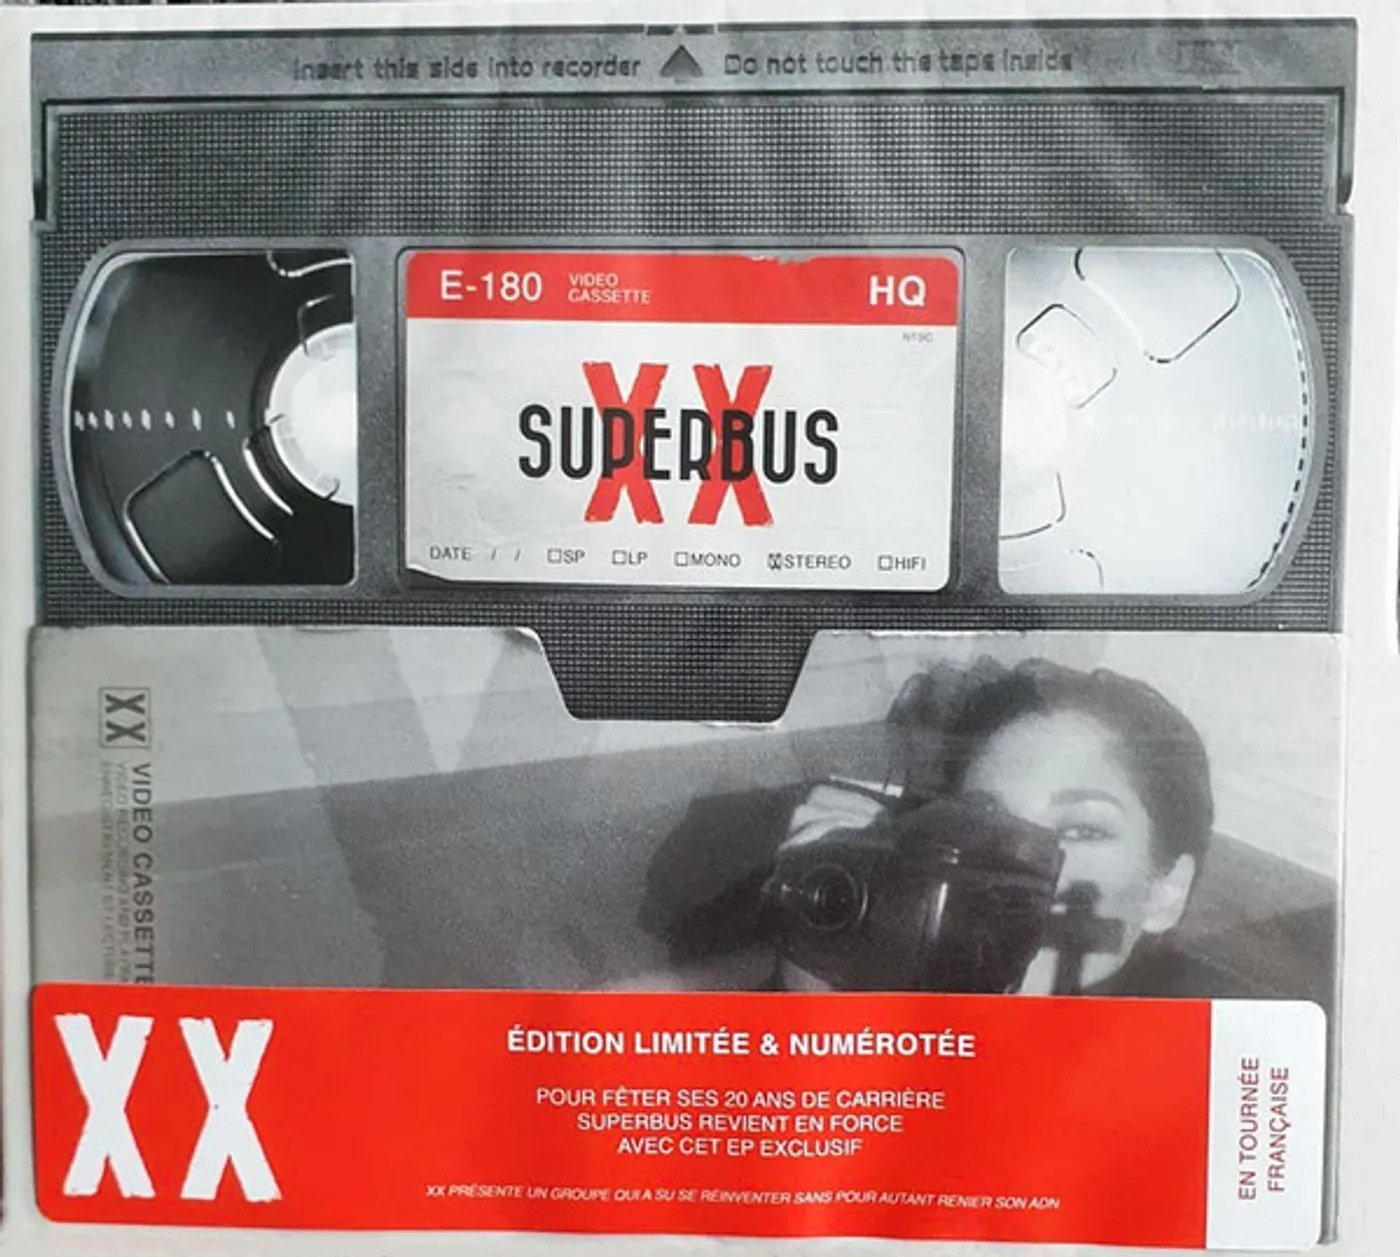 Insert this side into recorder Do not touch the tape inside
E-180 VIDEO CASSETTE HQ
NTSC
XX
SUPERBUS
DATE / / □SP □LP □MONO ☒STEREO □HIFI
XX
VIDEO CASSETTE
XX
ÉDITION LIMITÉE & NUMÉROTÉE
POUR FÊTER SES 20 ANS DE CARRIÈRE
SUPERBUS REVIENT EN FORCE
AVEC CET EP EXCLUSIF
XX PRÉSENTE UN GROUPE QUI A SU SE RÉINVENTER SANS POUR AUTANT RENIER SON ADN
EN TOURNÉE
FRANÇAISE